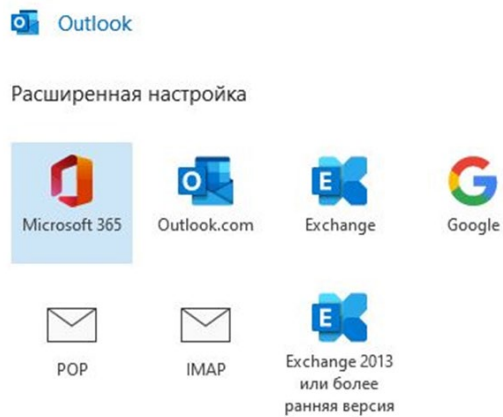 Outlook
Расширенная настройка
Microsoft 365
Outlook.com
Exchange
Google
POP
IMAP
Exchange 2013
или более
ранняя версия